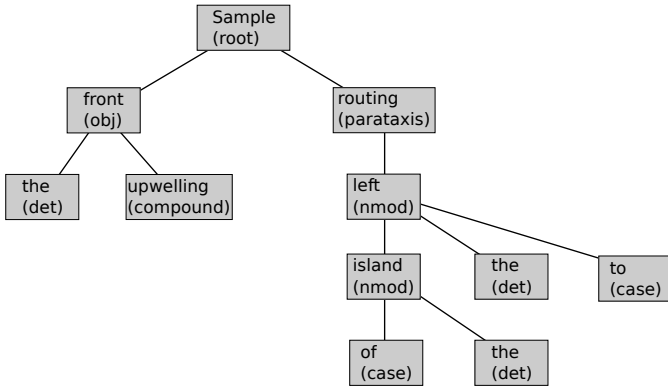 Sample
(root)
front
(obj)
routing
(parataxis)
the
(det)
upwelling
(compound)
left
(nmod)
island
(nmod)
the
(det)
to
(case)
of
(case)
the
(det)